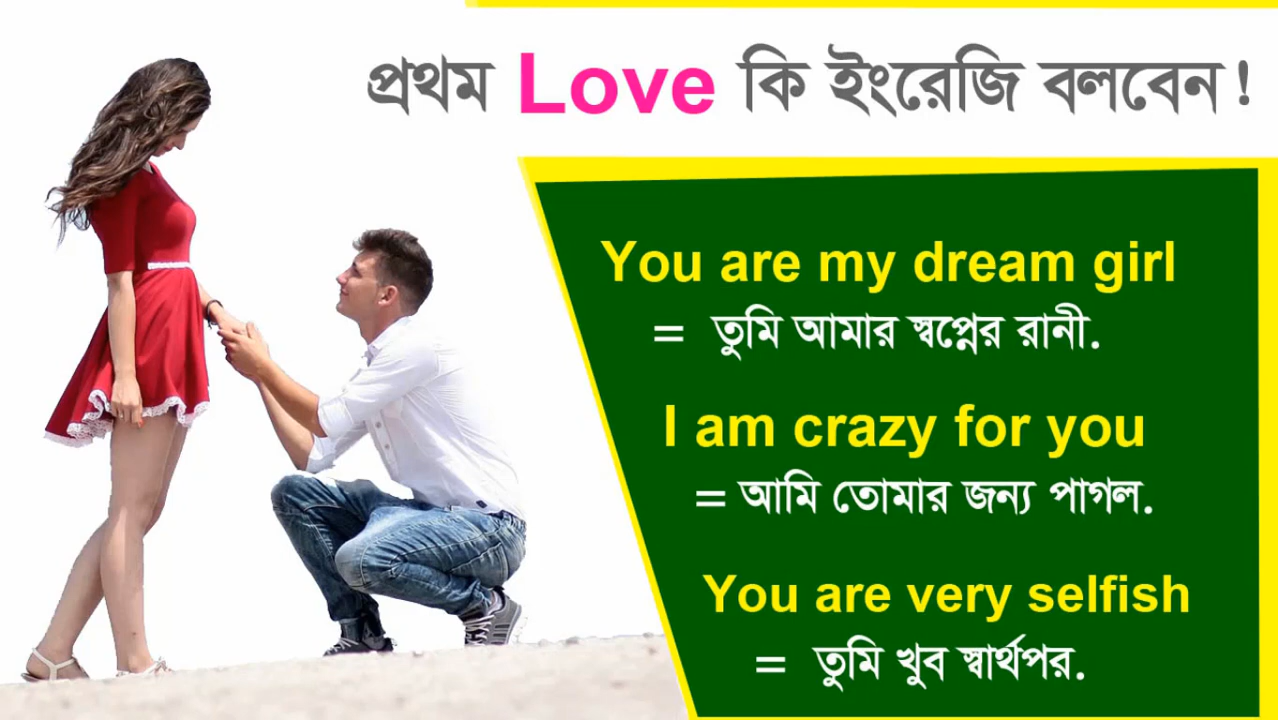 প্রথম Love কি ইংরেজি বলবেন!
You are my dream girl
= তুমি আমার স্বপ্নের রানী.
I am crazy for you
= আমি তোমার জন্য পাগল.
You are very selfish
= তুমি খুব স্বার্থপর.